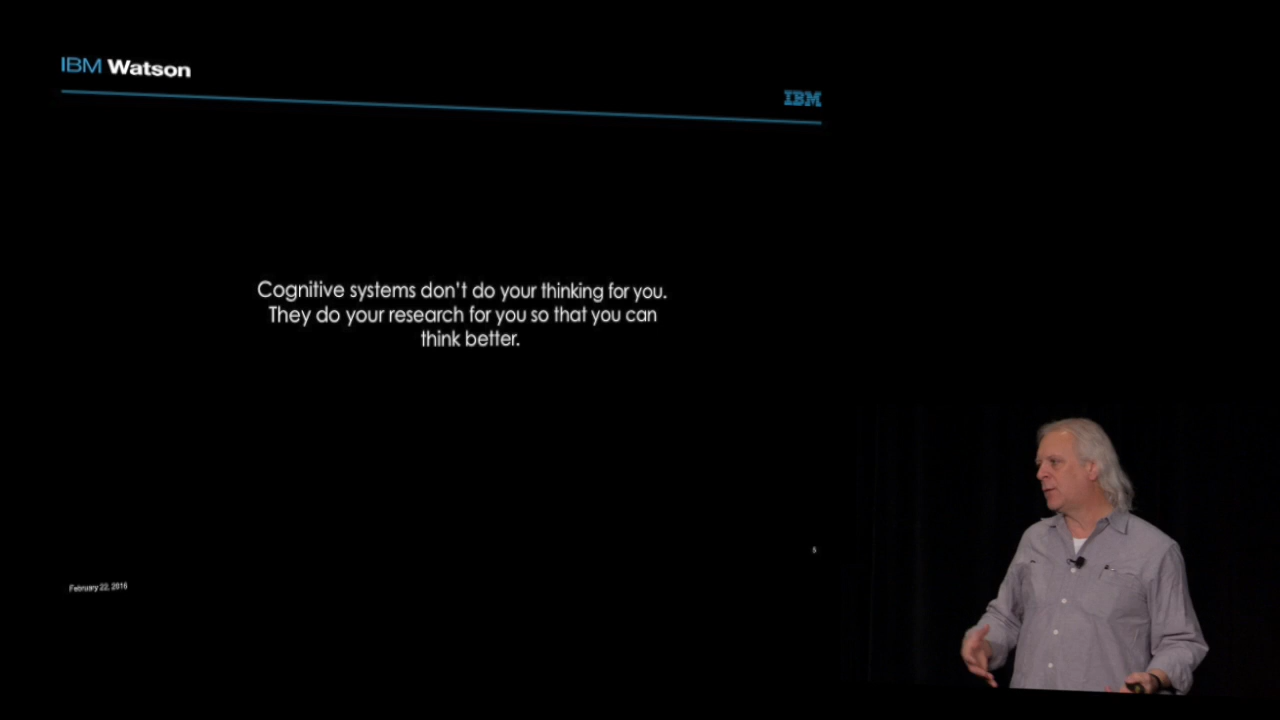 IBM Watson
IBM
Cognitive systems don't do your thinking for you.
They do your research for you so that you can
think better.
5
February 22, 2016